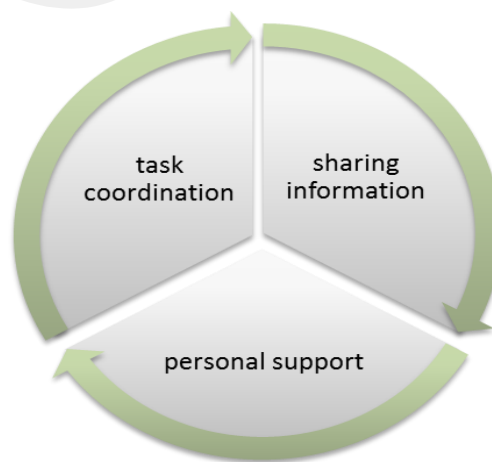 task
coordination
sharing
information
personal support